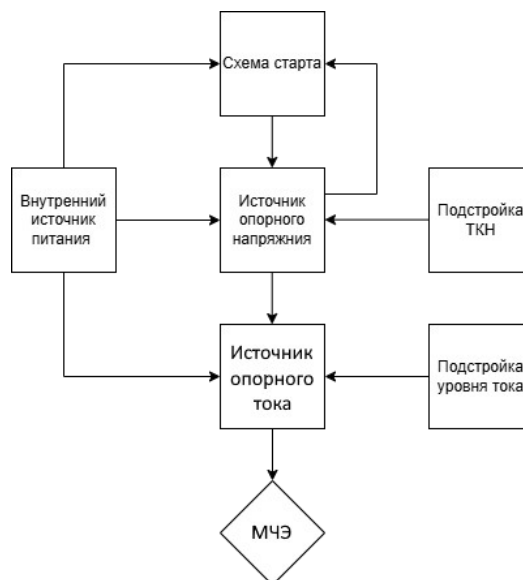 Схема старта
Внутренний
источник
питания
Источник
опорного
напряжния
Подстройка
ТКН
Источник
опорного
тока
Подстройка
уровня тока
МЧЭ